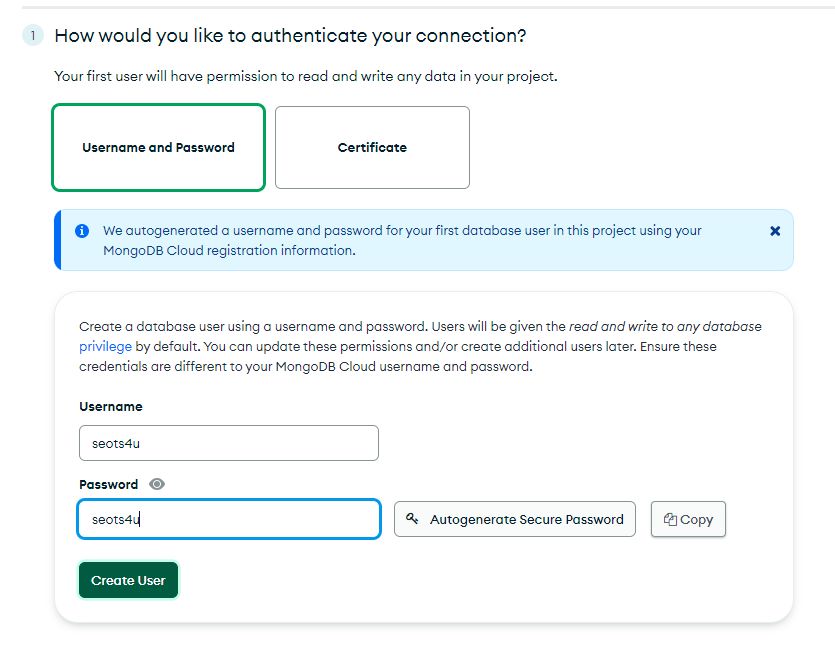 1 How would you like to authenticate your connection?
Your first user will have permission to read and write any data in your project.
Username and Password Certificate
We autogenerated a username and password for your first database user in this project using your
MongoDB Cloud registration information.
Create a database user using a username and password. Users will be given the read and write to any database
privilege by default. You can update these permissions and/or create additional users later. Ensure these
credentials are different to your MongoDB Cloud username and password.
Username
seots4u
Password
seots4u Autogenerate Secure Password Copy
Create User